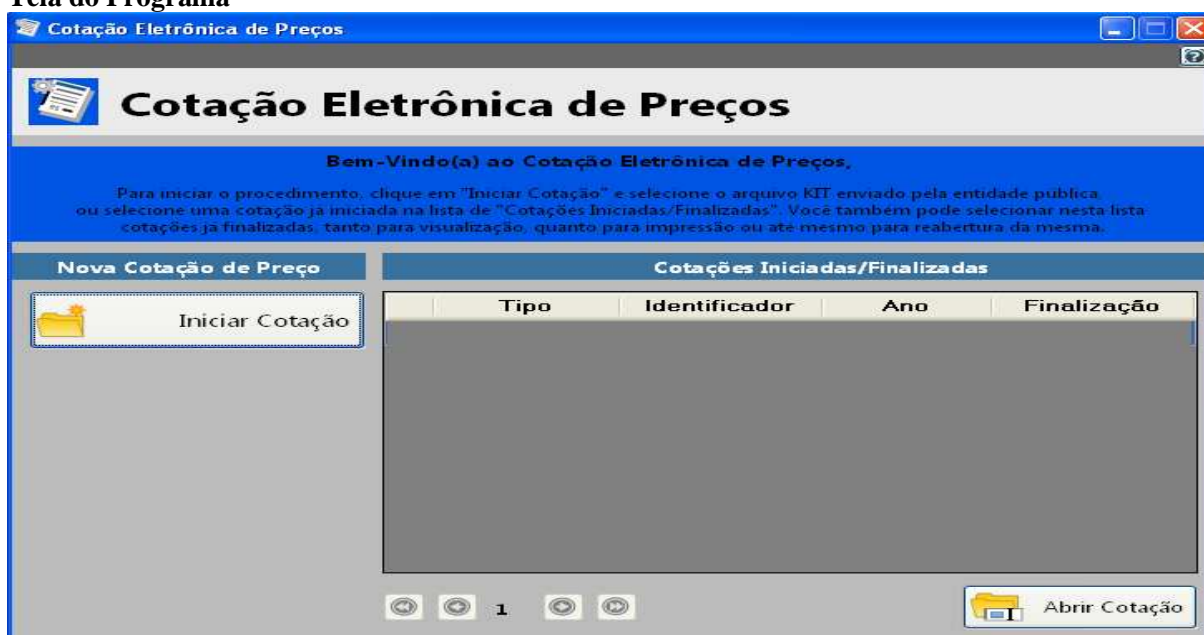 Tela do Programa
Cotação Eletrônica de Preços
Cotação Eletrônica de Preços
Bem-Vindo(a) ao Cotação Eletrônica de Preços,
Para iniciar o procedimento, clique em "Iniciar Cotação" e selecione o arquivo KIT enviado pela entidade pública,
ou selecione uma cotação já iniciada na lista de "Cotações Iniciadas/Finalizadas". Você também pode selecionar nesta lista
cotações já finalizadas, tanto para visualização, quanto para impressão ou até mesmo para reabertura da mesma.
Nova Cotação de Preço
Cotações Iniciadas/Finalizadas
Iniciar Cotação
Tipo Identificador Ano Finalização
1
Abrir Cotação